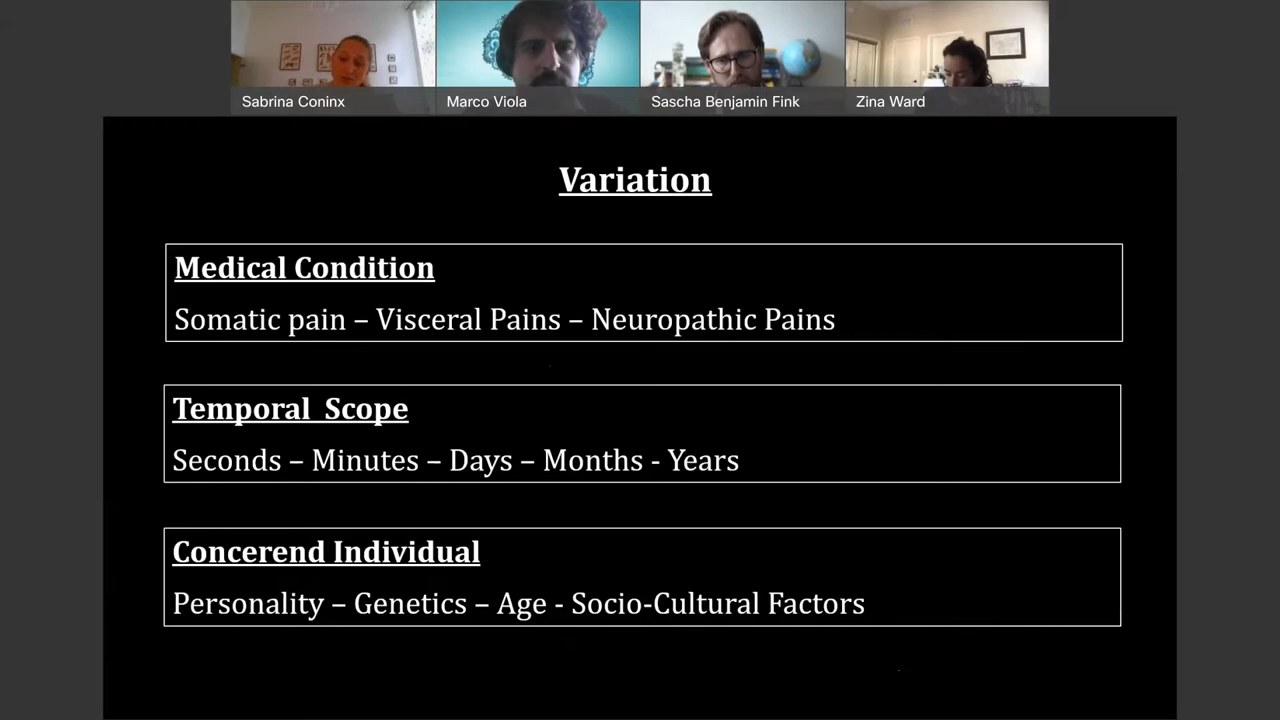 Sabrina Coninx
Marco Viola
Sascha Benjamin Fink
Zina Ward
Variation
Medical Condition
Somatic pain – Visceral Pains – Neuropathic Pains
Temporal  Scope
Seconds – Minutes – Days – Months - Years
Concerend Individual
Personality – Genetics – Age - Socio-Cultural Factors